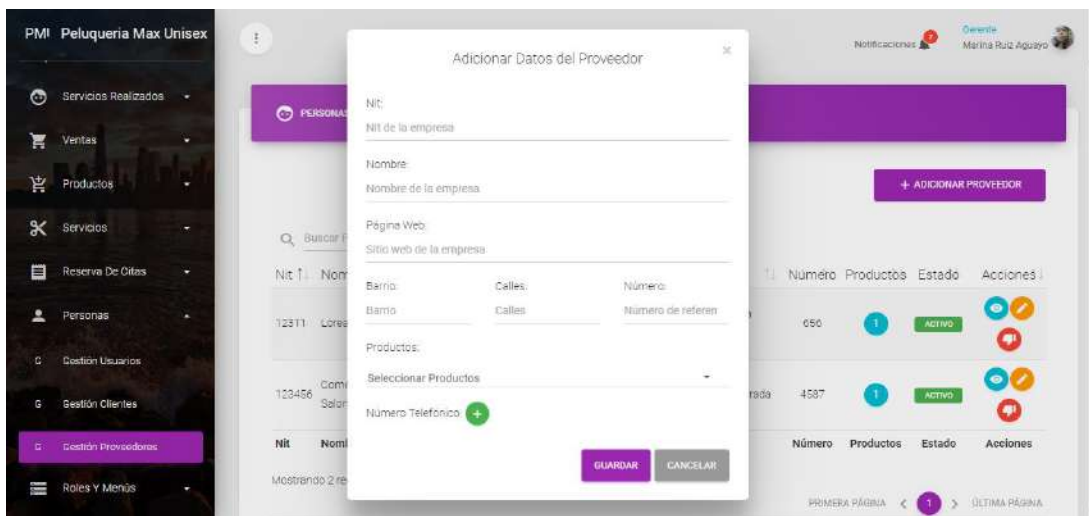 PMI Peluqueria Max Unisex
Servicios Realizados
Ventas
Productos
Servicios
Reserva De Citas
Personas
G Gestión Usuarios
G Gestión Clientes
G Gestión Proveedores
Roles Y Menús
Notificaciones
Gerente
Marina Ruiz Aguayo
PERSONAS
+ ADICIONAR PROVEEDOR
Buscar
Nit
Número Productos Estado Acciones
12311
656 1 ACTIVO
123456
4587 1 ACTIVO
Nit
Número Productos Estado Acciones
Mostrando 2
PRIMERA PÁGINA < 1 > ÚLTIMA PÁGINA
Adicionar Datos del Proveedor ×
Nit:
Nit de la empresa
Nombre:
Nombre de la empresa
Página Web:
Sitio web de la empresa
Barrio: Calles: Número:
Barrio Calles Número de referen
Productos:
Seleccionar Productos
Número Telefónico: +
GUARDAR CANCELAR